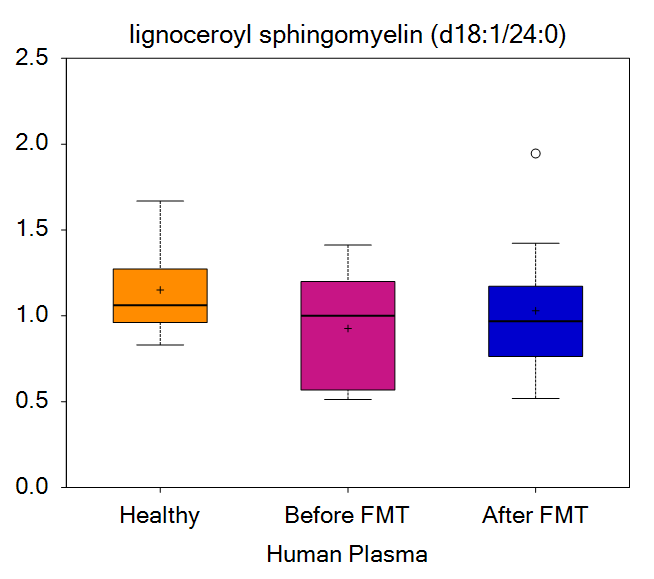 lignoceroyl sphingomyelin (d18:1/24:0)
2.5
2.0
1.5
1.0
0.5
0.0
Healthy Before FMT After FMT
Human Plasma